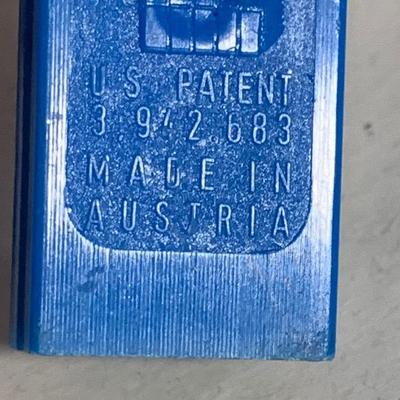 U.S. PATENT
3.942.683
MADE IN
AUSTRIA